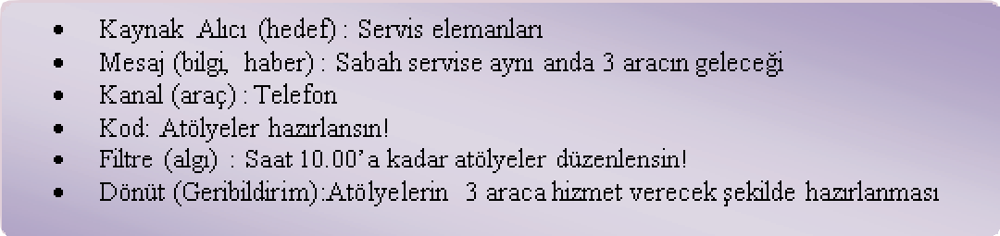 • Kaynak Alıcı (hedef) : Servis elemanları
• Mesaj (bilgi, haber) : Sabah servise aynı anda 3 aracın geleceği
• Kanal (araç) : Telefon
• Kod: Atölyeler hazırlansın!
• Filtre (algı) : Saat 10.00’a kadar atölyeler düzenlensin!
• Dönüt (Geribildirim):Atölyelerin 3 araca hizmet verecek şekilde hazırlanması